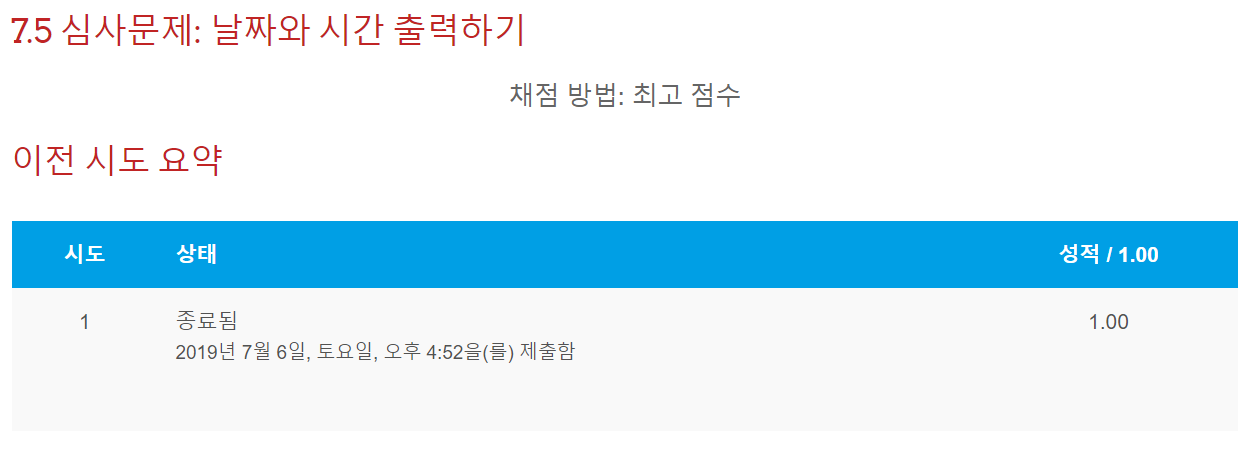 7.5 심사문제: 날짜와 시간 출력하기
채점 방법: 최고 점수
이전 시도 요약
시도 상태 성적 / 1.00
1 종료됨 1.00
2019년 7월 6일, 토요일, 오후 4:52을(를) 제출함